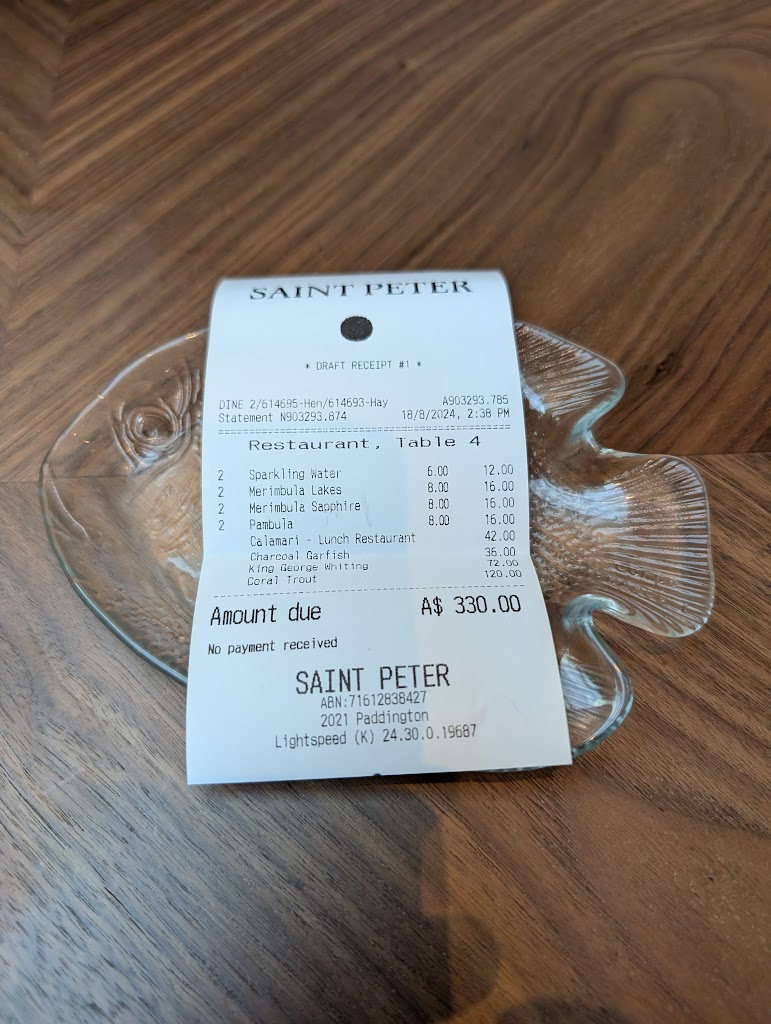 SAINT PETER
* DRAFT RECEIPT #1 *
DINE 2/614695-Hen/614693-Hay A903293.785
Statement N903293.874 18/8/2024, 2:38 PM
Restaurant, Table 4
2 Sparkling Water 6.00 12.00
2 Merimbula Lakes 8.00 16.00
2 Merimbula Sapphire 8.00 16.00
2 Pambula 8.00 16.00
Calamari - Lunch Restaurant 42.00
Charcoal Garfish 36.00
King George Whiting 72.00
Coral Trout 120.00
Amount due A$ 330.00
No payment received
SAINT PETER
ABN:71612838427
2021 Paddington
Lightspeed (K) 24.30.0.19687